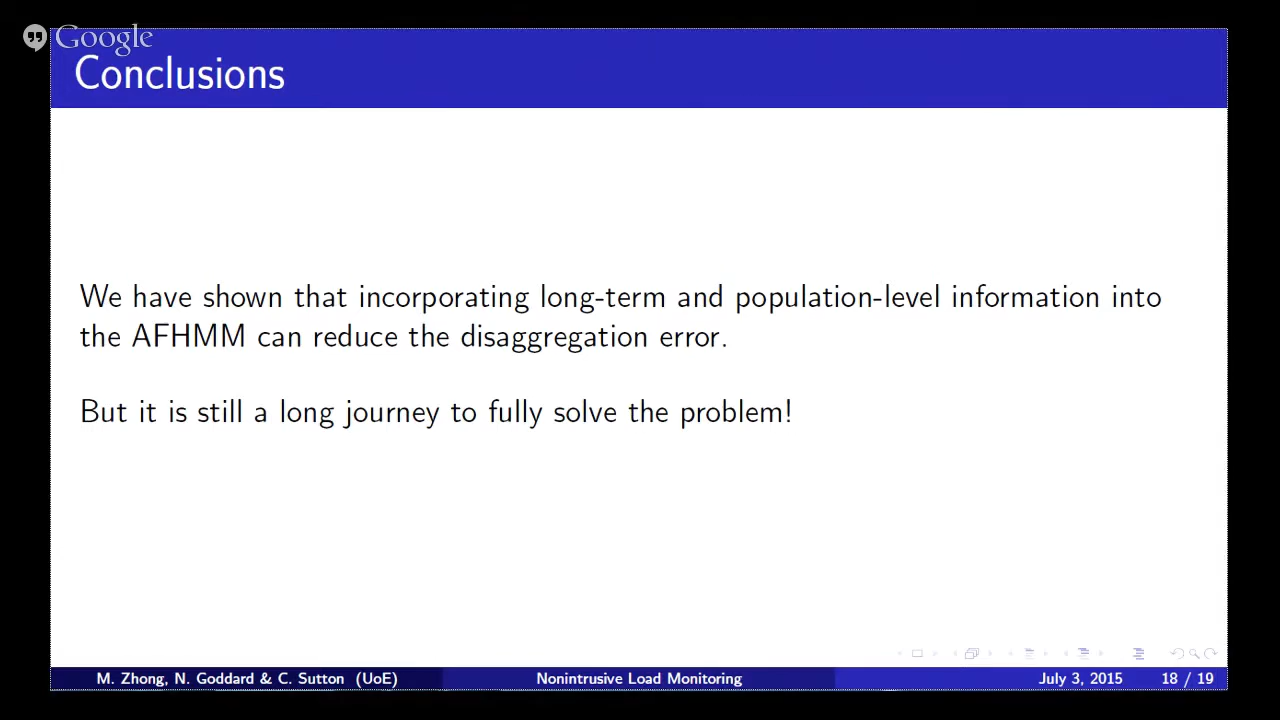 Google
Conclusions
We have shown that incorporating long-term and population-level information into
the AFHMM can reduce the disaggregation error.
But it is still a long journey to fully solve the problem!
M. Zhong, N. Goddard & C. Sutton (UoE)
Nonintrusive Load Monitoring
July 3, 2015
18 / 19